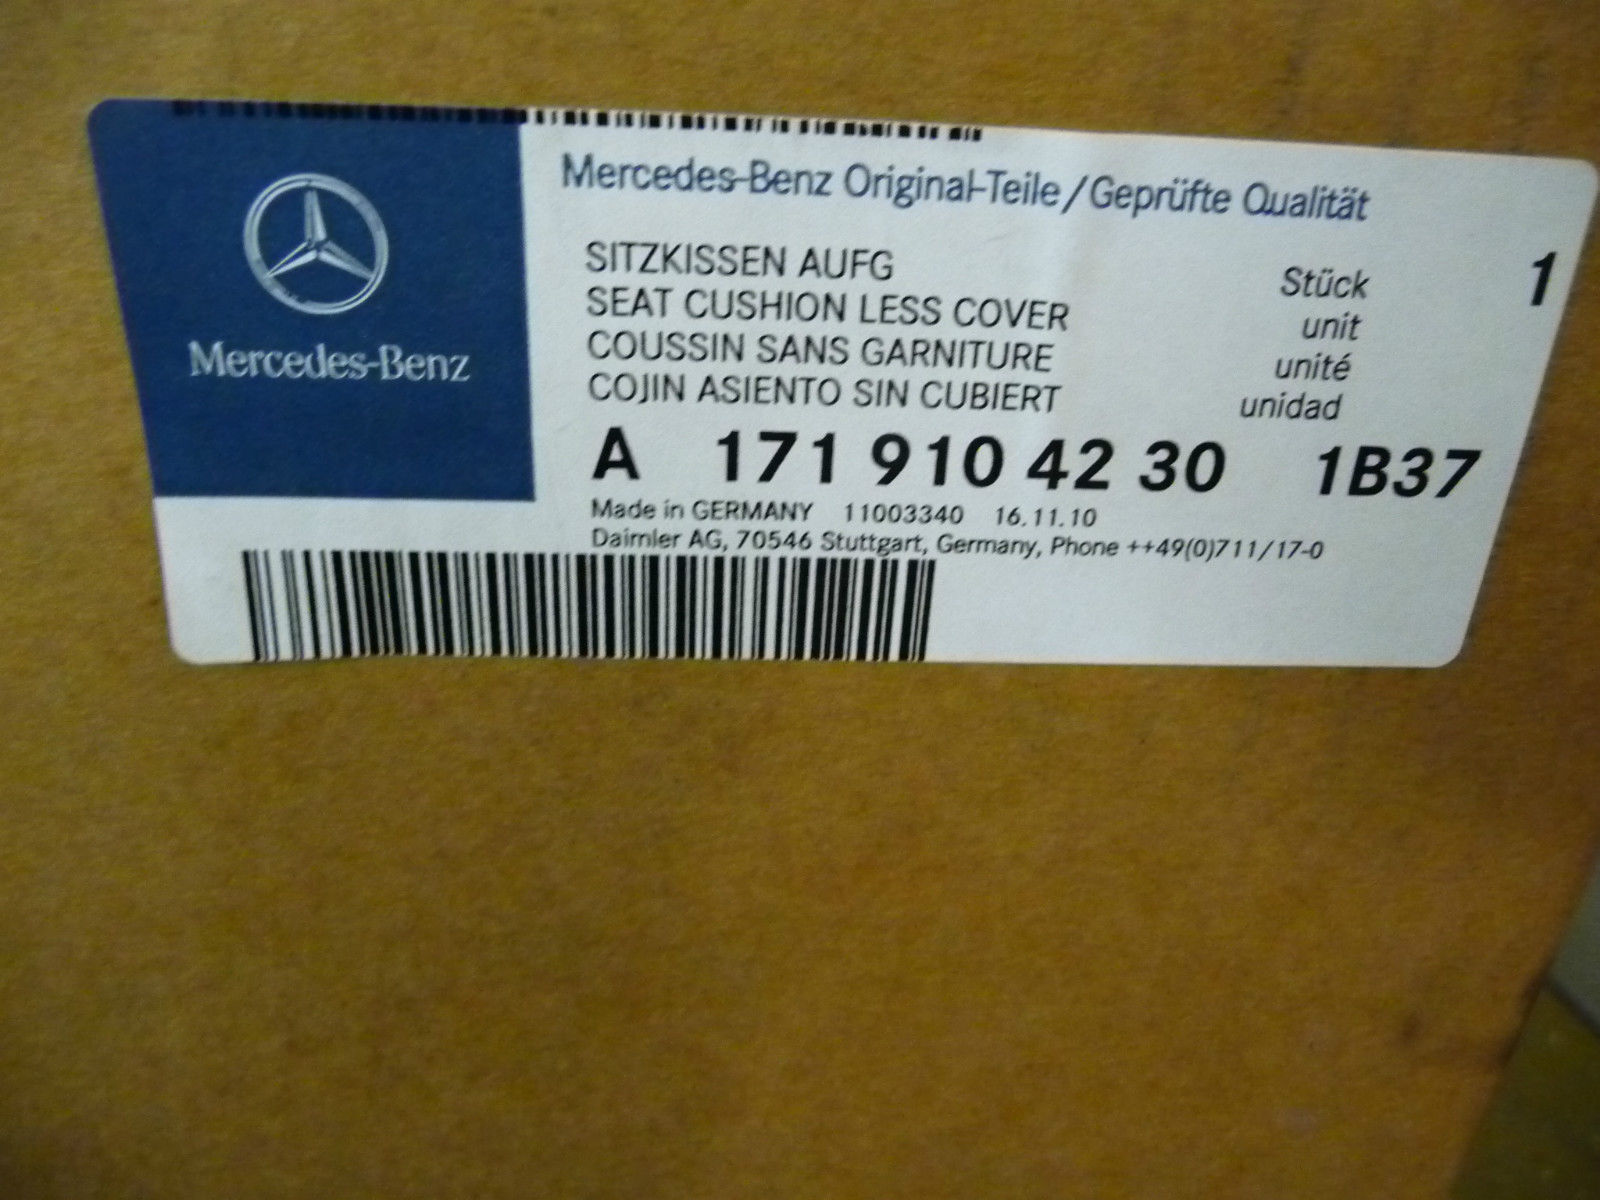 Mercedes-Benz
Mercedes-Benz Original-Teile/Geprüfte Qualität
SITZKISSEN AUFG Stück 1
SEAT CUSHION LESS COVER unit
COUSSIN SANS GARNITURE unité
COJIN ASIENTO SIN CUBIERT unidad
A 171 910 42 30 1B37
Made in GERMANY 11003340 16.11.10
Daimler AG, 70546 Stuttgart, Germany, Phone ++49(0)711/17-0